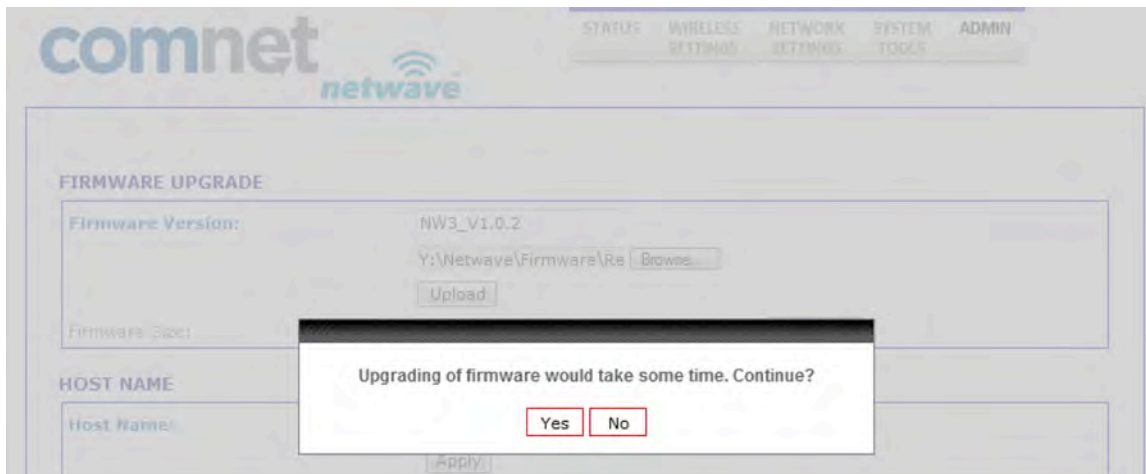 comnet
netwave
STATUS WIRELESS SETTINGS NETWORK SETTINGS SYSTEM TOOLS ADMIN
FIRMWARE UPGRADE
Firmware Version: NW3_V1.0.2
Y:\Netwave\Firmware\Re Browse...
Upload
Firmware Size:
Upgrading of firmware would take some time. Continue?
Yes No
HOST NAME
Host Name:
Apply